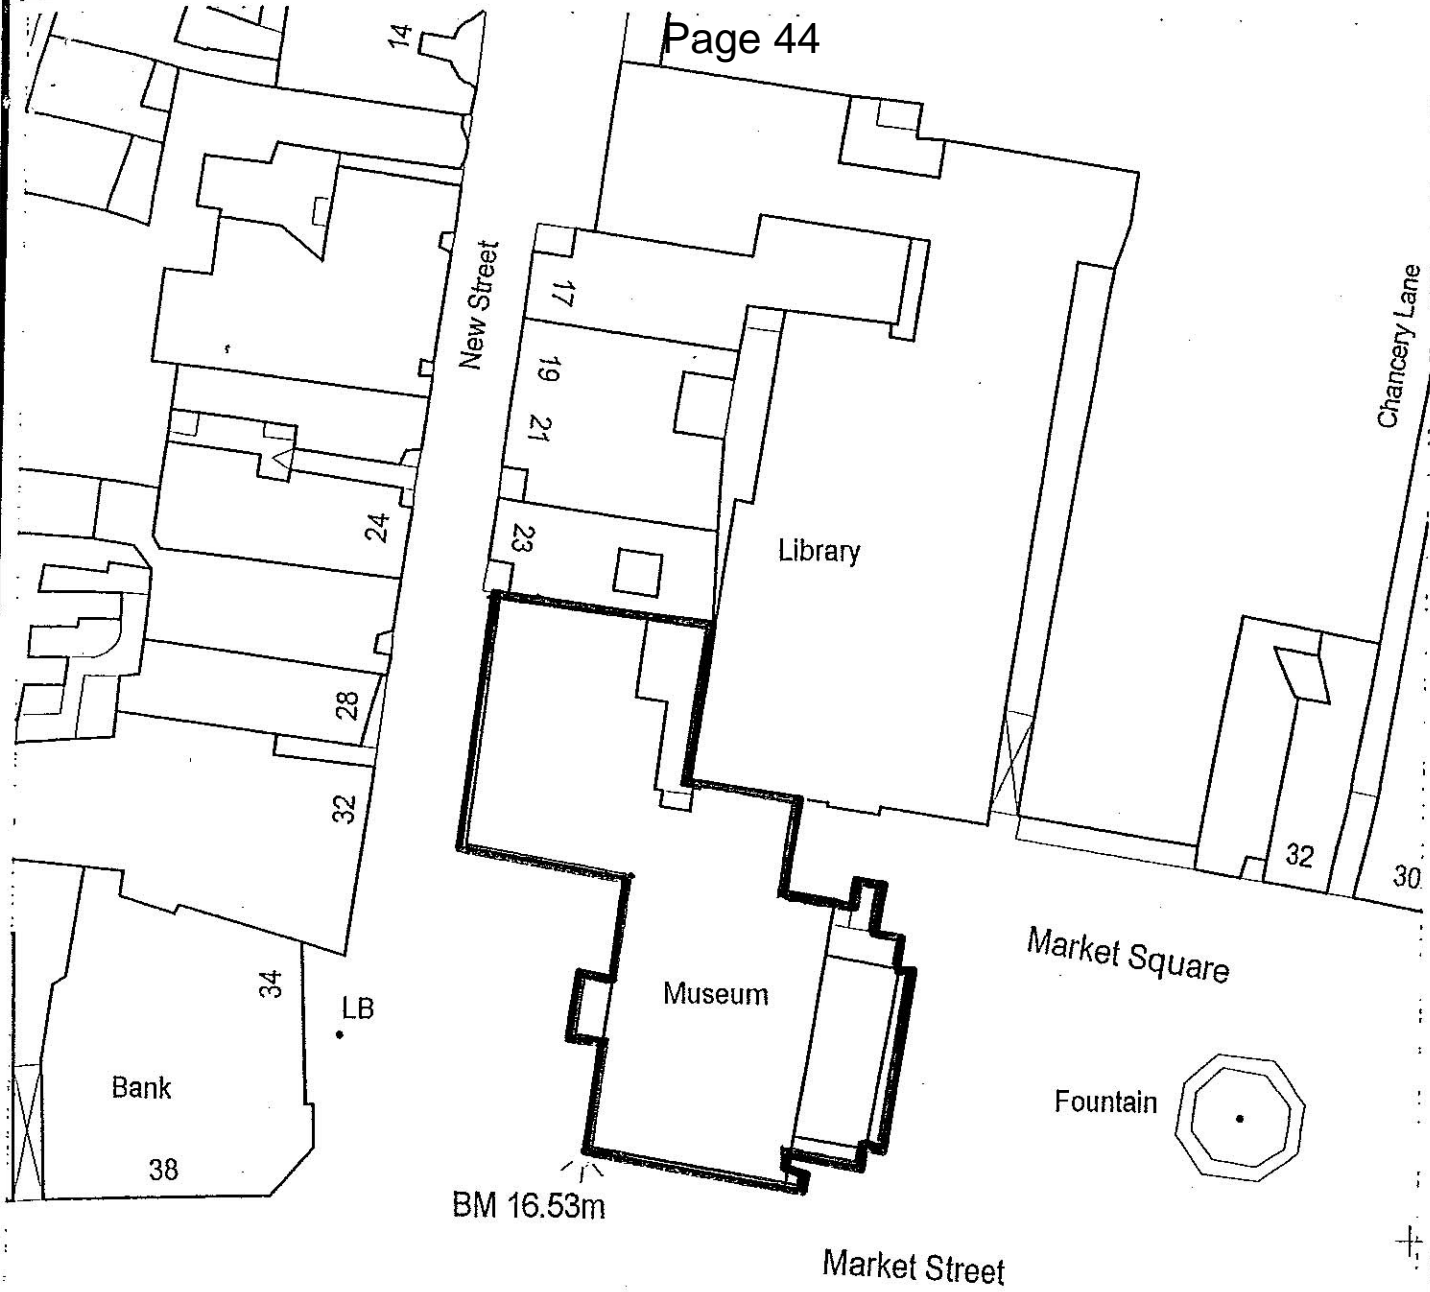 Page 44
14
New Street
17
Chancery Lane
19
21
24
23
Library
28
32
32
30
Market Square
34
Museum
LB
Bank
Fountain
38
BM 16.53m
Market Street